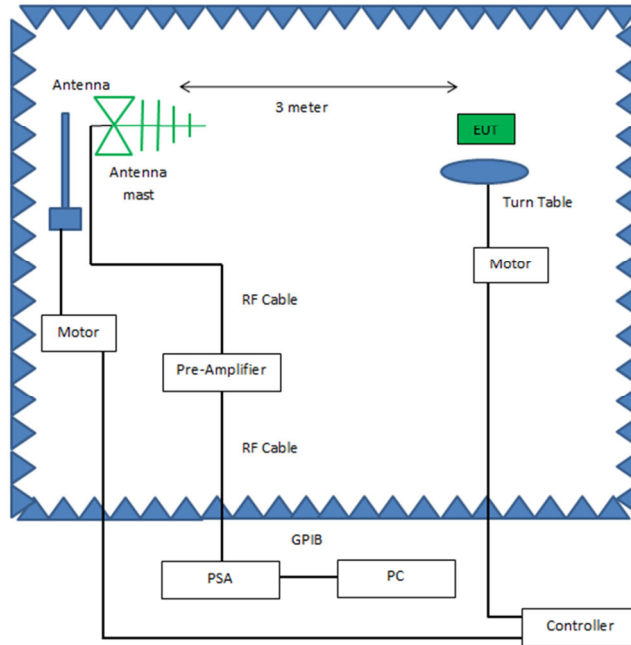 Antenna
3 meter
EUT
Antenna
mast
Turn Table
Motor
RF Cable
Motor
Pre-Amplifier
RF Cable
GPIB
PSA
PC
Controller